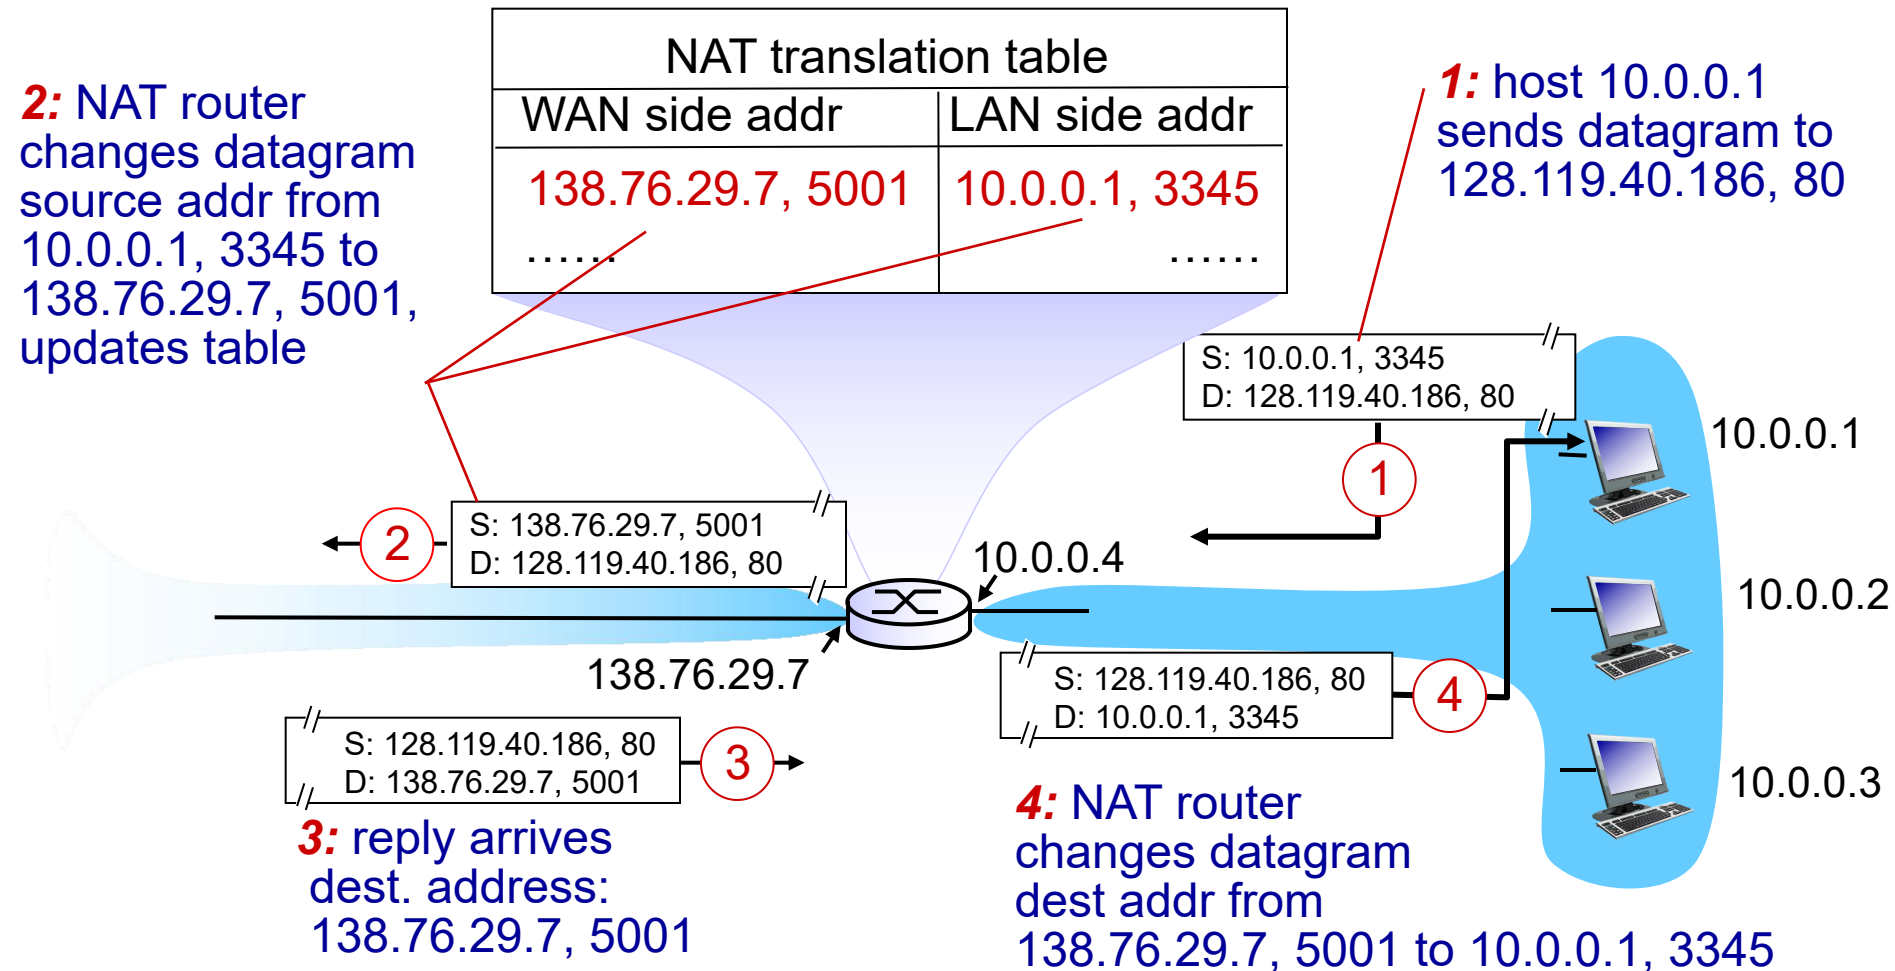 NAT translation table
WAN side addr LAN side addr
138.76.29.7, 5001 10.0.0.1, 3345
...... ......
2: NAT router
changes datagram
source addr from
10.0.0.1, 3345 to
138.76.29.7, 5001,
updates table
1: host 10.0.0.1
sends datagram to
128.119.40.186, 80
S: 10.0.0.1, 3345
D: 128.119.40.186, 80
1
10.0.0.1
S: 138.76.29.7, 5001
D: 128.119.40.186, 80
2
10.0.0.4
10.0.0.2
138.76.29.7
S: 128.119.40.186, 80
D: 10.0.0.1, 3345
4
S: 128.119.40.186, 80
D: 138.76.29.7, 5001
3
10.0.0.3
3: reply arrives
dest. address:
138.76.29.7, 5001
4: NAT router
changes datagram
dest addr from
138.76.29.7, 5001 to 10.0.0.1, 3345